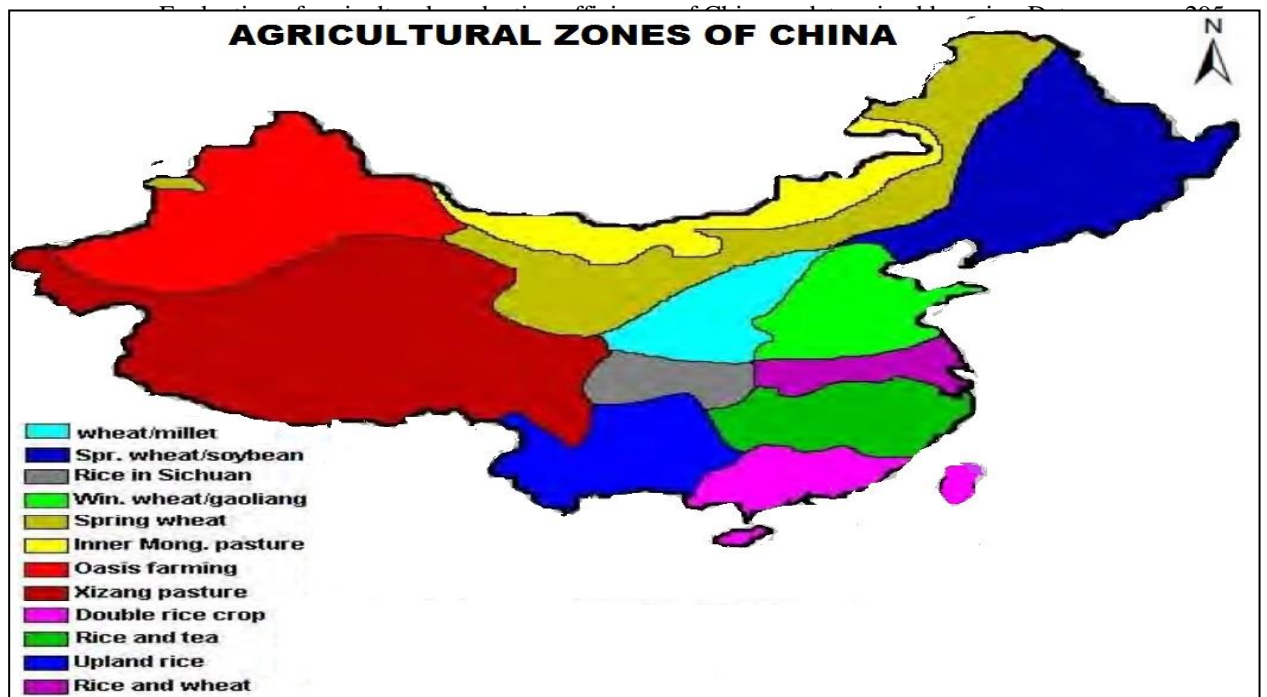 AGRICULTURAL ZONES OF CHINA
N
wheat/millet
Spr. wheat/soybean
Rice in Sichuan
Win. wheat/gaoliang
Spring wheat
Inner Mong. pasture
Oasis farming
Xizang pasture
Double rice crop
Rice and tea
Upland rice
Rice and wheat